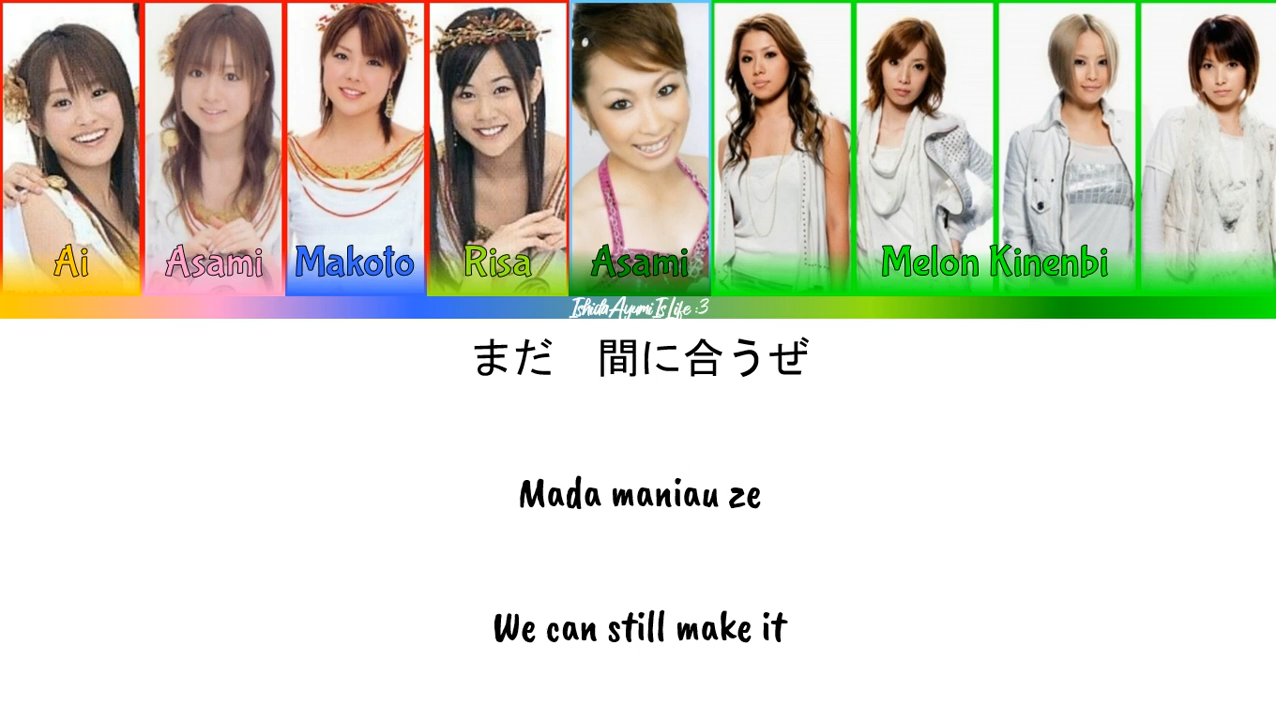 Ai Asami Makoto Risa Asami Melon Kinenbi
IshidaAyumiIsLife :3
まだ　間に合うぜ
Mada maniau ze
We can still make it